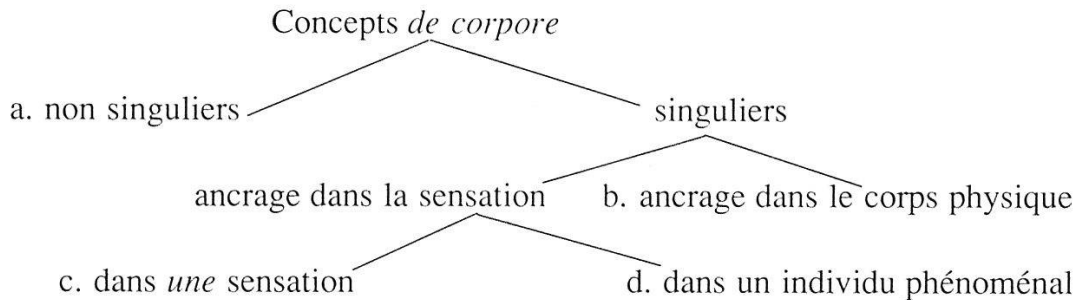 Concepts de corpore
a. non singuliers singuliers
ancrage dans la sensation b. ancrage dans le corps physique
c. dans une sensation d. dans un individu phénoménal